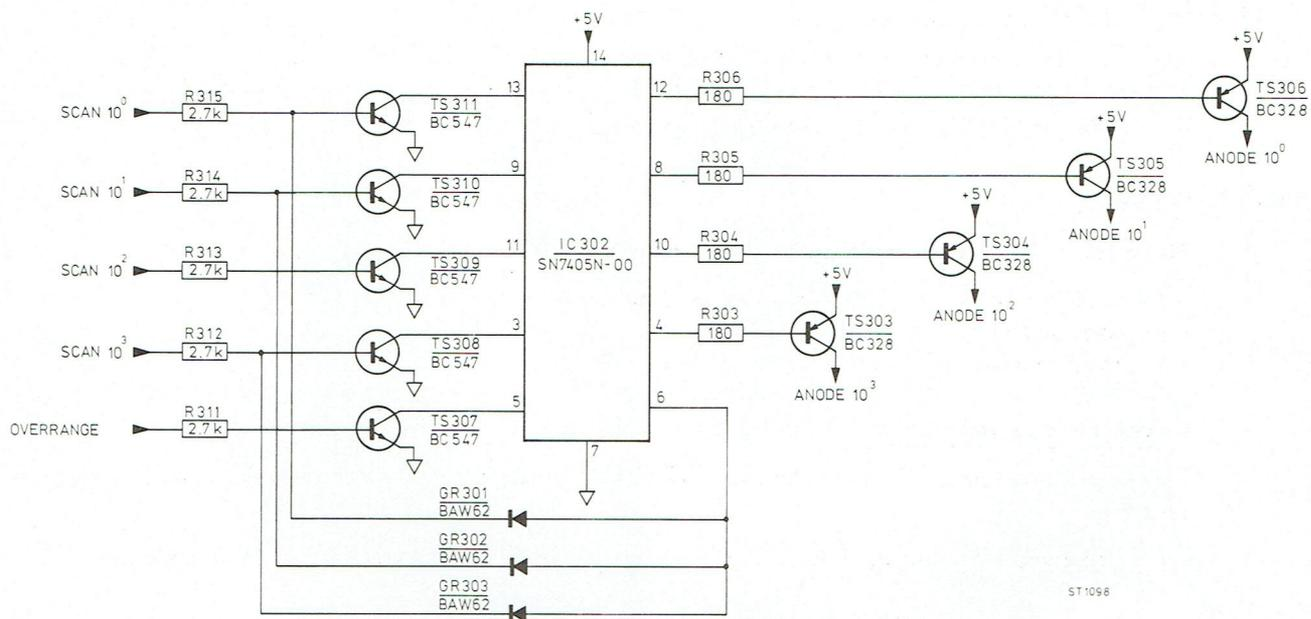 +5V
14
SCAN 10⁰
R315
2.7k
TS311
BC547
13
12
R306
180
+5V
TS306
BC328
ANODE 10⁰
SCAN 10¹
R314
2.7k
TS310
BC547
9
8
R305
180
+5V
TS305
BC328
ANODE 10¹
SCAN 10²
R313
2.7k
TS309
BC547
11
IC302
SN7405N-00
10
R304
180
+5V
TS304
BC328
ANODE 10²
SCAN 10³
R312
2.7k
TS308
BC547
3
4
R303
180
+5V
TS303
BC328
ANODE 10³
OVERRANGE
R311
2.7k
TS307
BC547
5
6
7
GR301
BAW62
GR302
BAW62
GR303
BAW62
ST1098